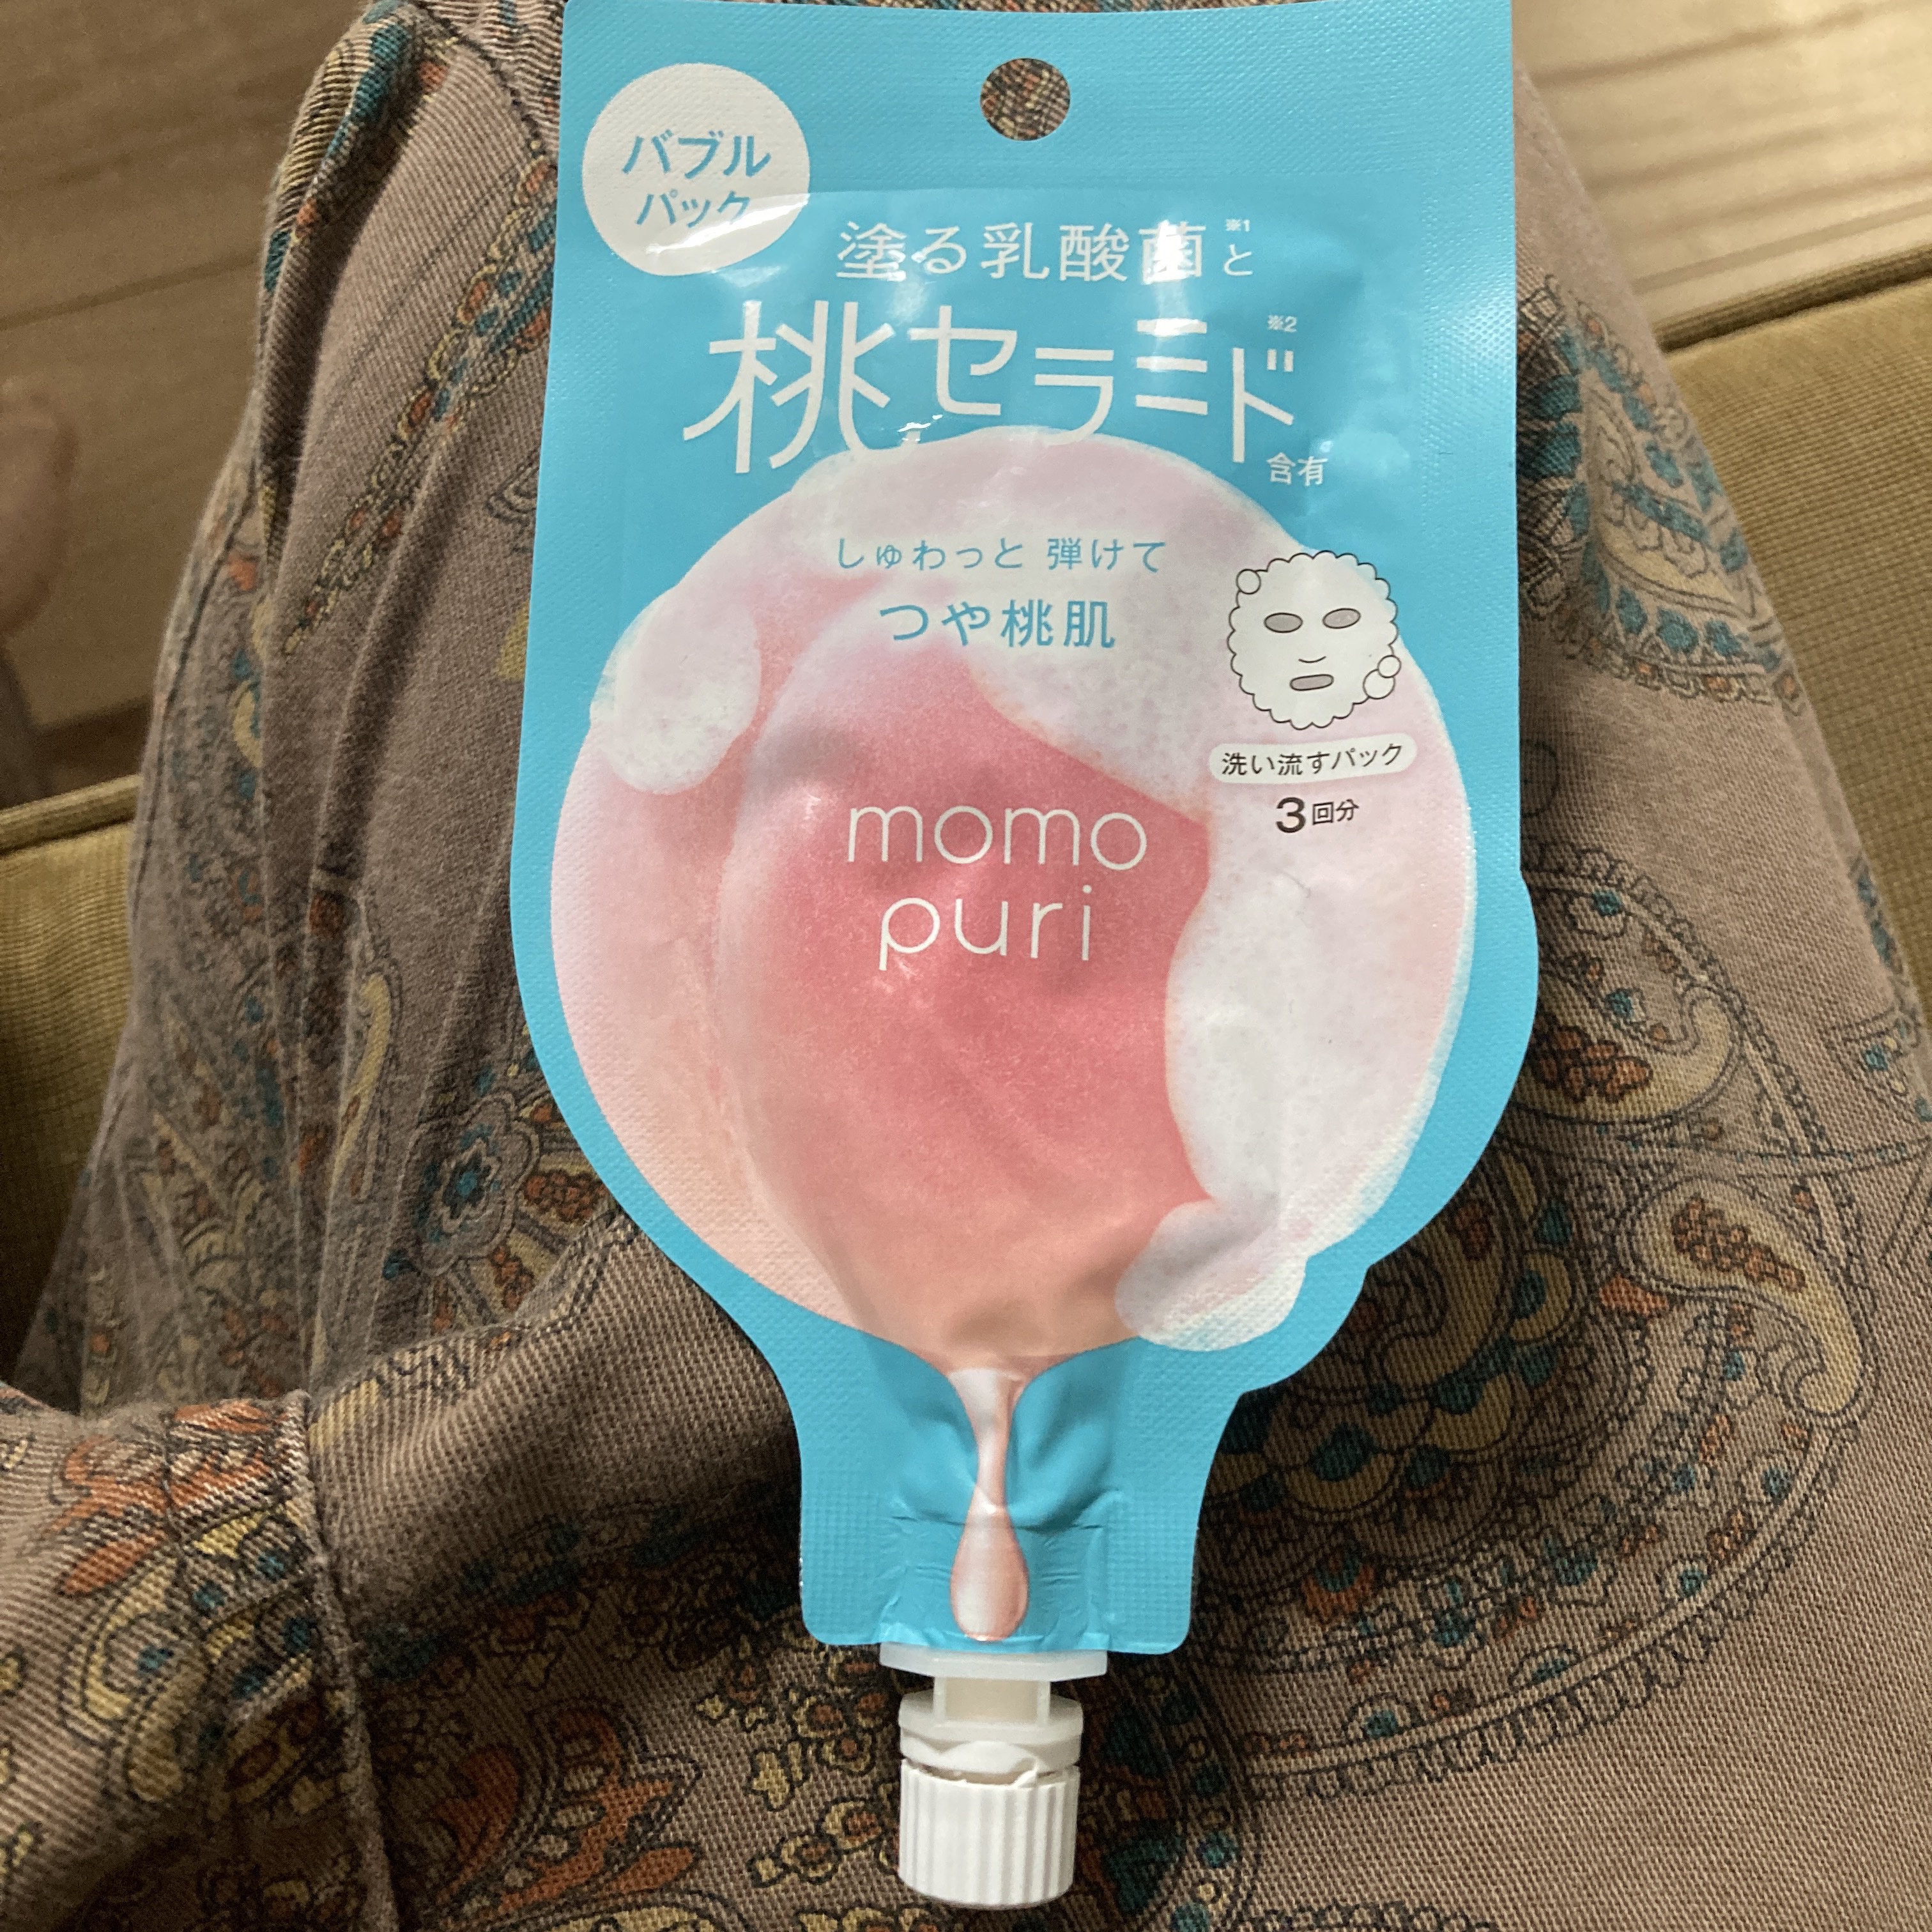 バブル
パック
塗る乳酸菌※1と
桃セラミド※2
含有
しゅわっと 弾けて
つや桃肌
洗い流すパック
3回分
momo
puri